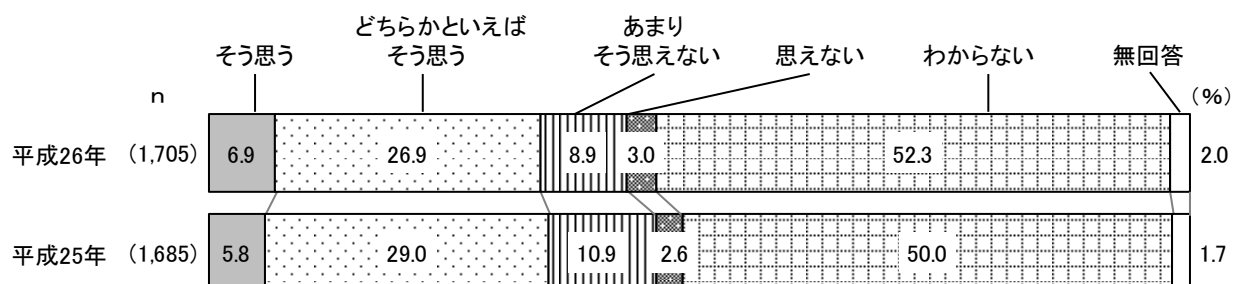 どちらかといえば あまり
そう思う そう思う そう思えない 思えない わからない 無回答
n (%)
平成26年 (1,705) 6.9 26.9 8.9 3.0 52.3 2.0
平成25年 (1,685) 5.8 29.0 10.9 2.6 50.0 1.7